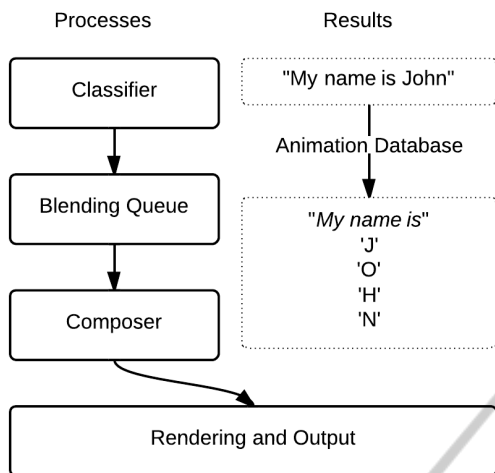 Processes
Results
Classifier
"My name is John"
Animation Database
Blending Queue
"My name is"
'J'
'O'
'H'
'N'
Composer
Rendering and Output